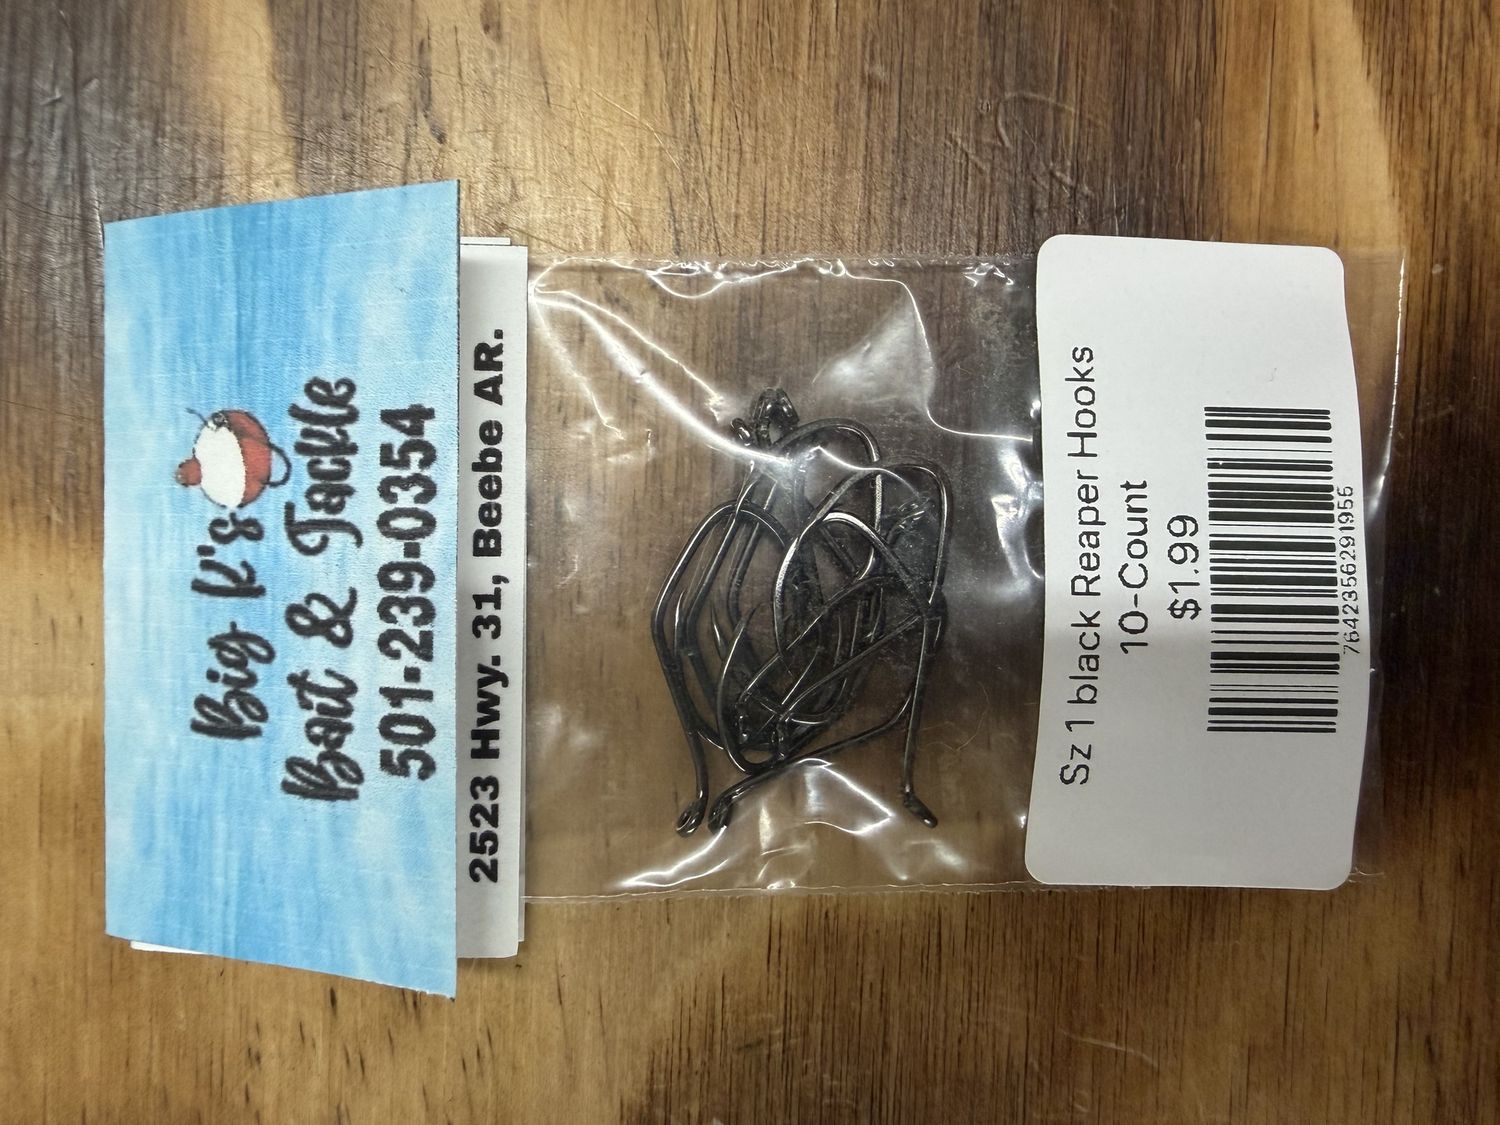 Big K's
Bait & Tackle
501-239-0354
2523 Hwy. 31, Beebe AR.
Sz 1 black Reaper Hooks
10-Count
$1.99
7642356291955